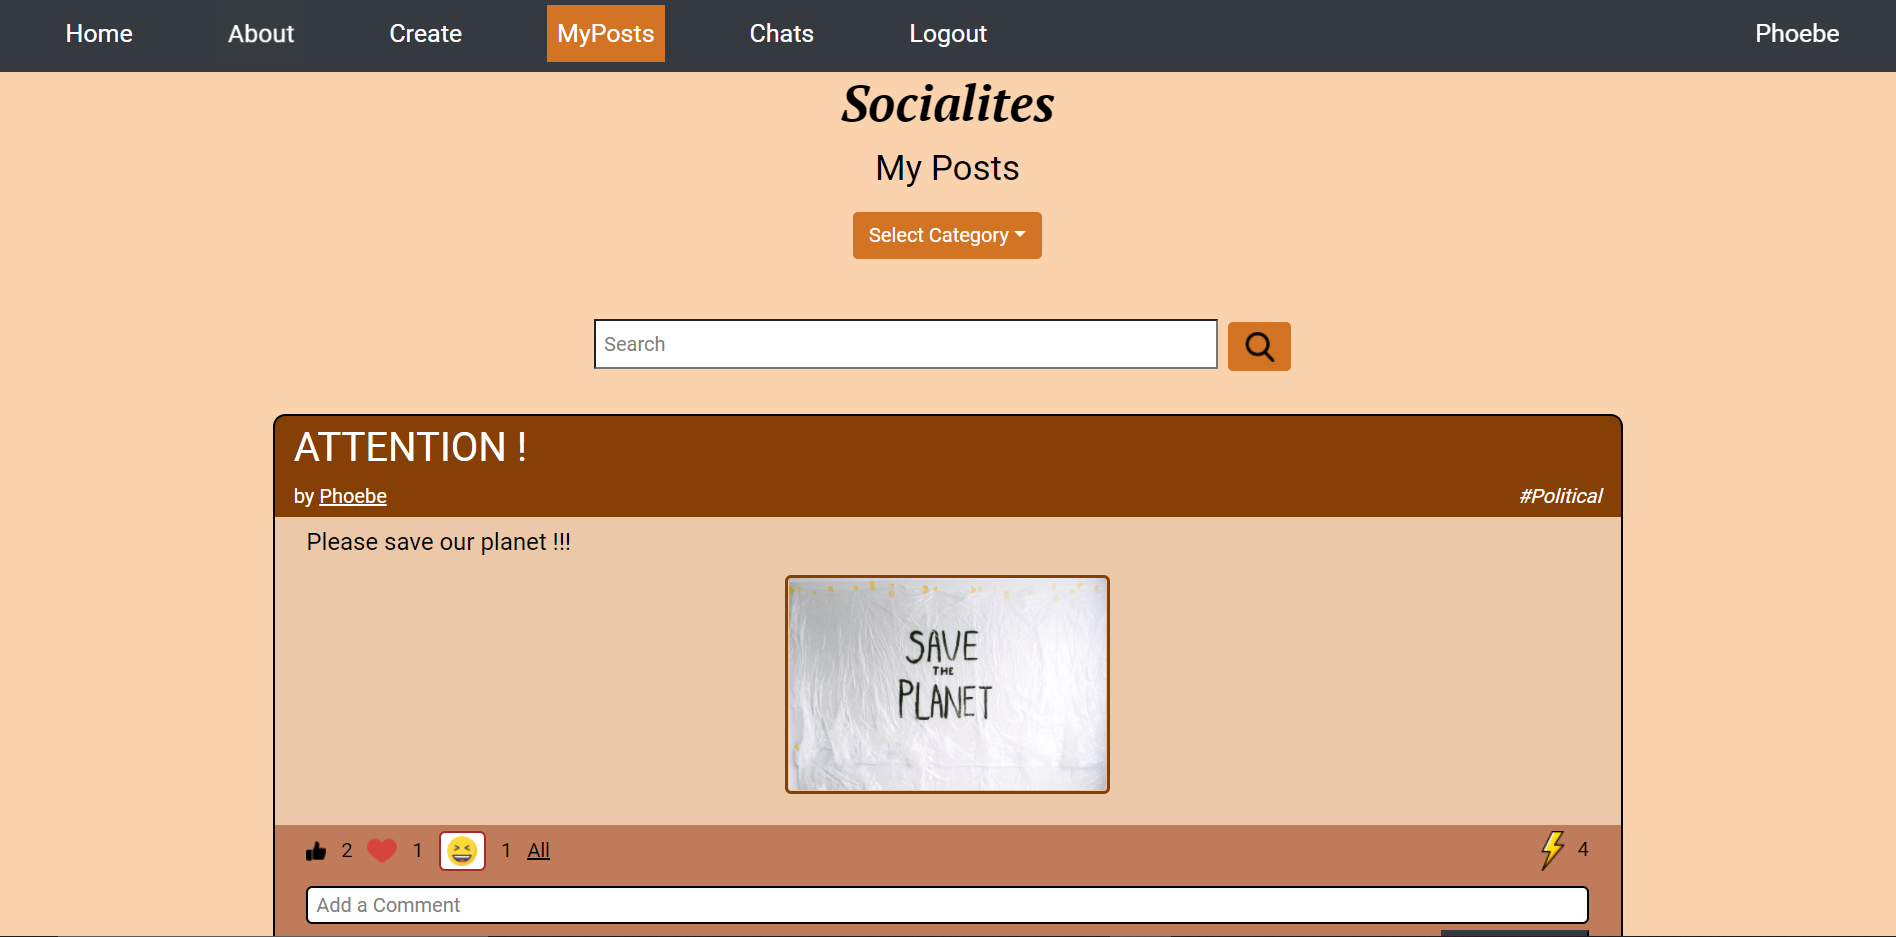 Home About Create MyPosts Chats Logout Phoebe
Socialites
My Posts
Select Category
Search
ATTENTION !
by Phoebe #Political
Please save our planet !!!
SAVE
THE
PLANET
2 1 1 All 4
Add a Comment